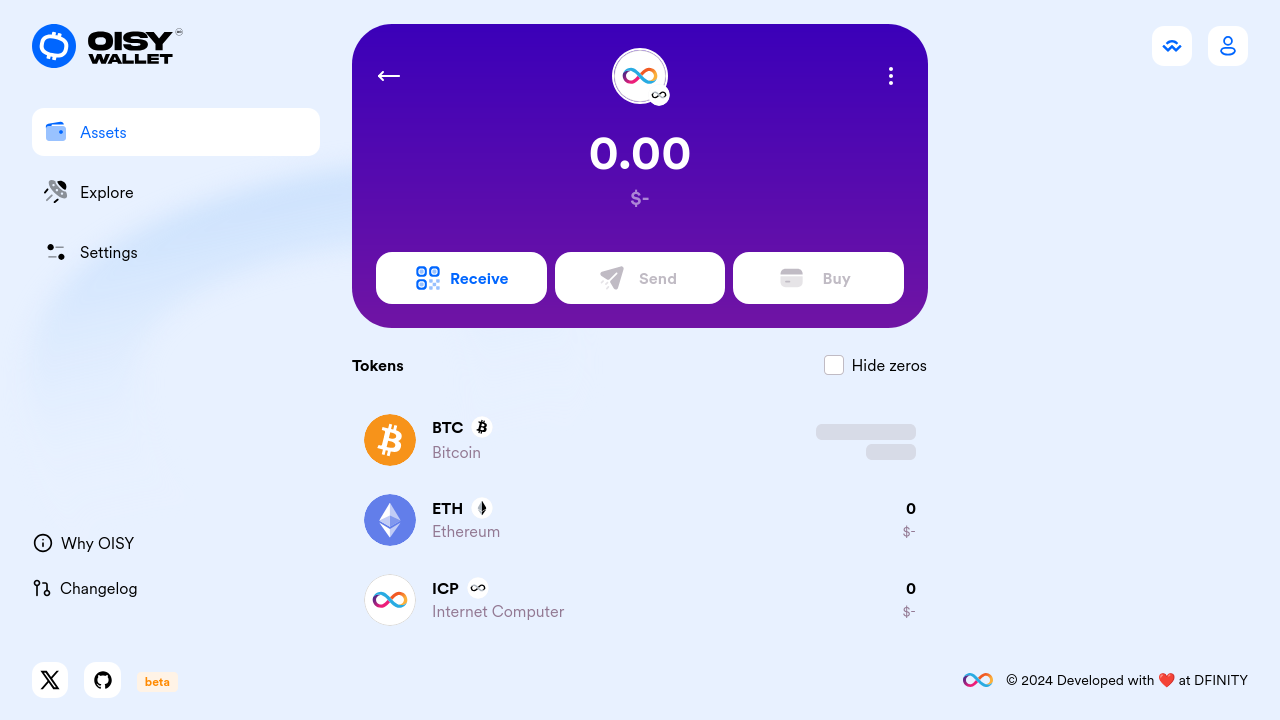 OISY
WALLET
Assets
Explore
Settings
0.00
$-
Receive
Send
Buy
Tokens
Hide zeros
BTC
Bitcoin
ETH
0
Ethereum
$-
ICP
0
Internet Computer
$-
Why OISY
Changelog
beta
© 2024 Developed with ❤️ at DFINITY